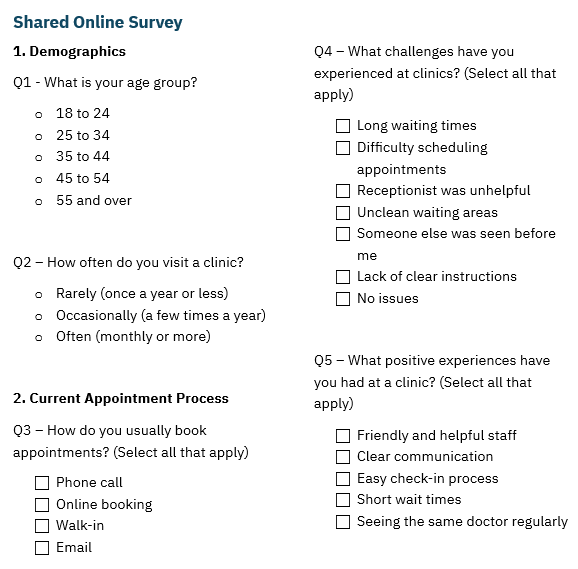 Shared Online Survey
1. Demographics
Q1 - What is your age group?
18 to 24
25 to 34
35 to 44
45 to 54
55 and over
Q2 – How often do you visit a clinic?
Rarely (once a year or less)
Occasionally (a few times a year)
Often (monthly or more)
2. Current Appointment Process
Q3 – How do you usually book
appointments? (Select all that apply)
Phone call
Online booking
Walk-in
Email
Q4 – What challenges have you
experienced at clinics? (Select all that
apply)
Long waiting times
Difficulty scheduling
appointments
Receptionist was unhelpful
Unclean waiting areas
Someone else was seen before
me
Lack of clear instructions
No issues
Q5 – What positive experiences have
you had at a clinic? (Select all that
apply)
Friendly and helpful staff
Clear communication
Easy check-in process
Short wait times
Seeing the same doctor regularly